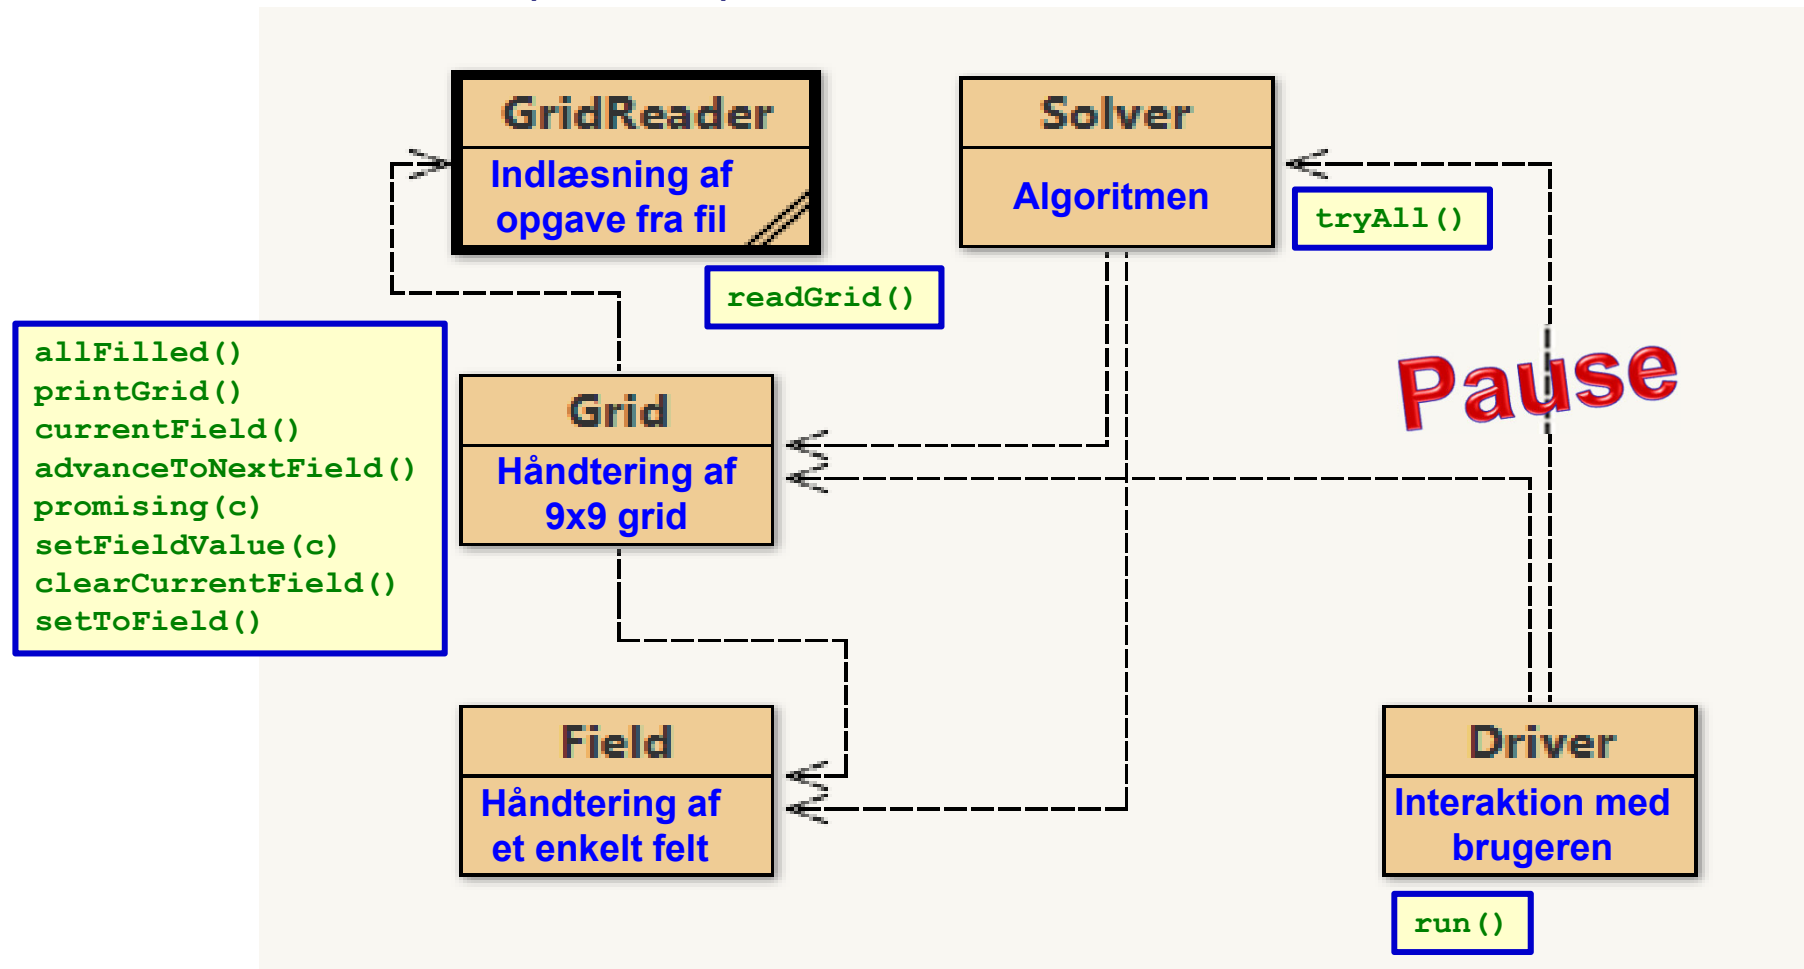 GridReader
Indlæsning af
opgave fra fil
Solver
Algoritmen
tryAll()
readGrid()
allFilled()
printGrid()
currentField()
advanceToNextField()
promising(c)
setFieldValue(c)
clearCurrentField()
setToField()
Grid
Håndtering af
9x9 grid
Pause
Field
Håndtering af
et enkelt felt
Driver
Interaktion med
brugeren
run()